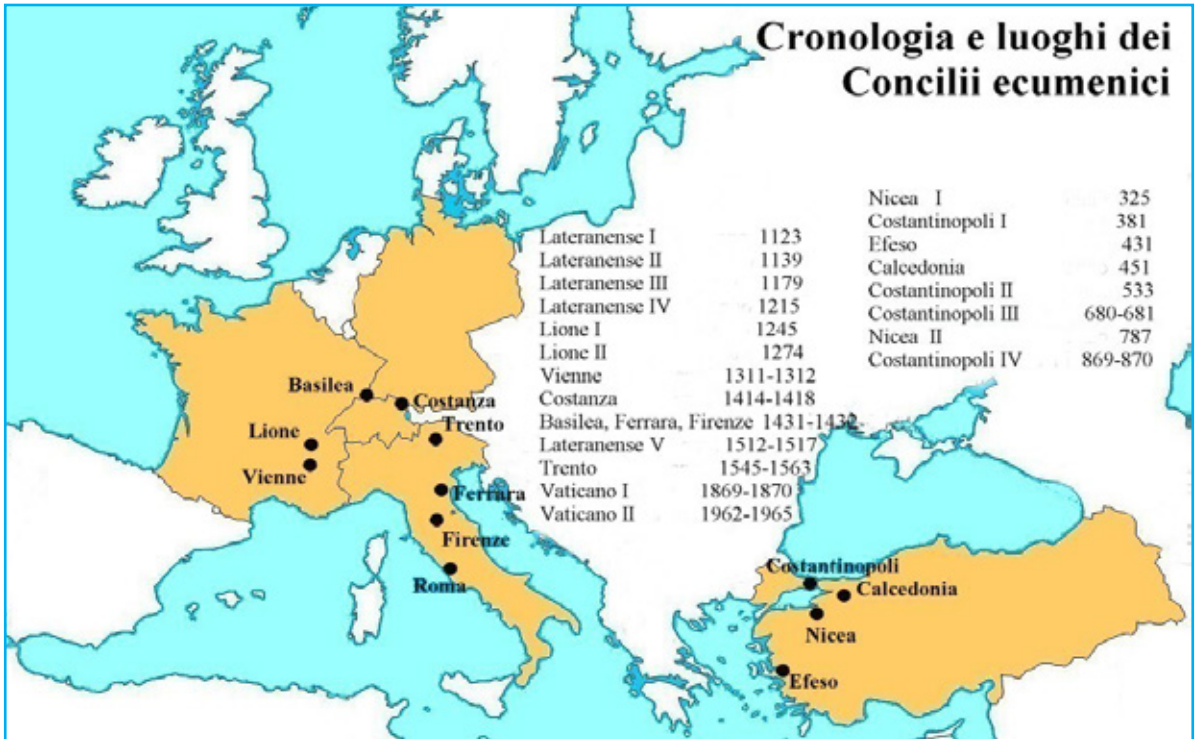 Cronologia e luoghi dei
Concilii ecumenici
Nicea I 325
Costantinopoli I 381
Efeso 431
Calcedonia 451
Costantinopoli II 533
Costantinopoli III 680-681
Nicea II 787
Costantinopoli IV 869-870
Lateranense I 1123
Lateranense II 1139
Lateranense III 1179
Lateranense IV 1215
Lione I 1245
Lione II 1274
Vienne 1311-1312
Costanza 1414-1418
Basilea, Ferrara, Firenze 1431-1432
Lateranense V 1512-1517
Trento 1545-1563
Vaticano I 1869-1870
Vaticano II 1962-1965
Basilea
Costanza
Trento
Lione
Vienne
Ferrara
Firenze
Roma
Costantinopoli
Calcedonia
Nicea
Efeso